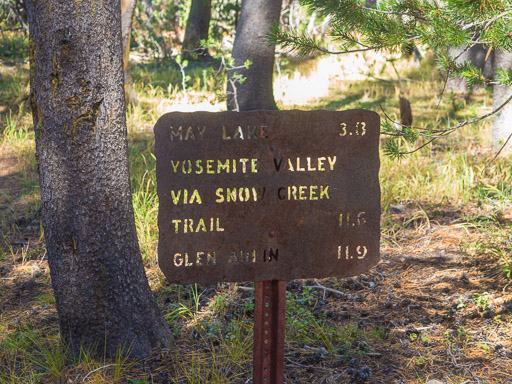 MAY LAKE 3.8
YOSEMITE VALLEY
VIA SNOW CREEK
TRAIL 11.6
GLEN AULIN 11.9